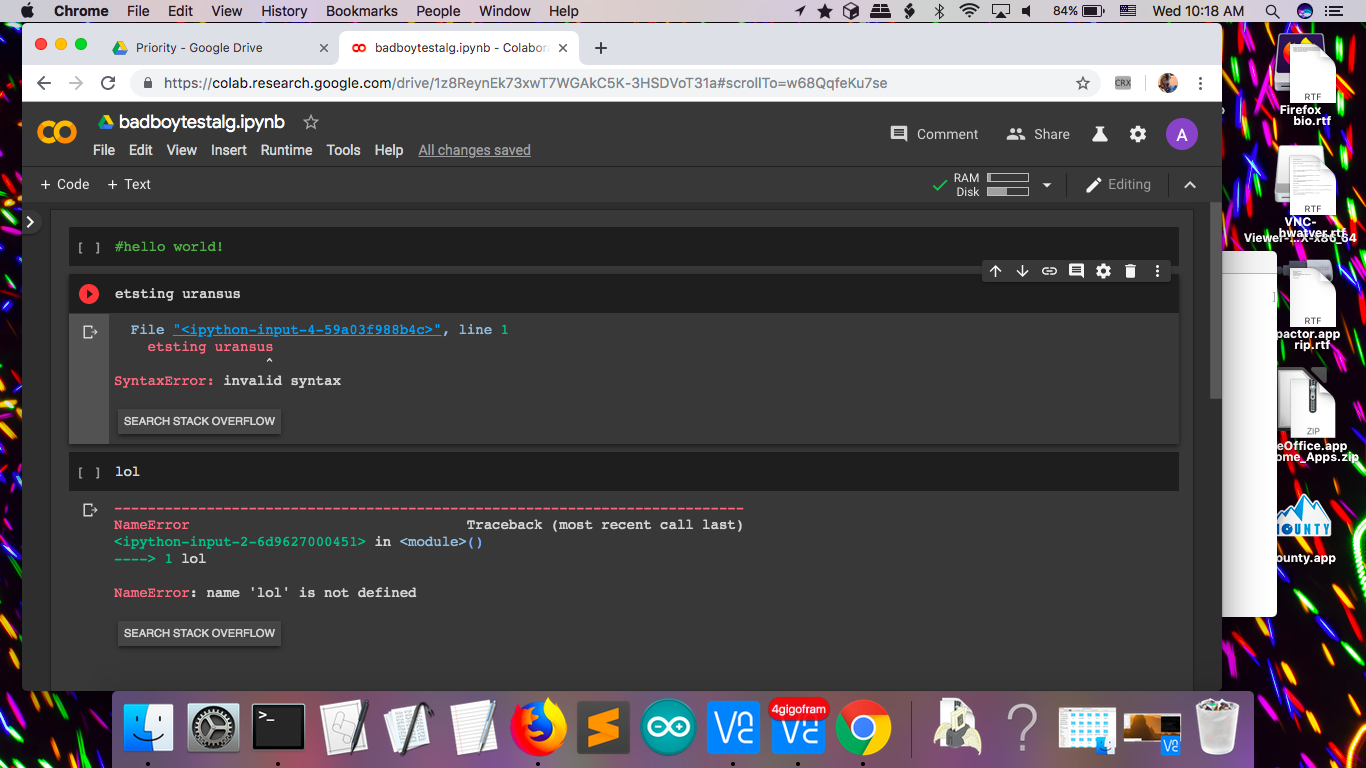 Chrome File Edit View History Bookmarks People Window Help 84% Wed 10:18 AM
Priority - Google Drive badboytestalg.ipynb - Colabor
https://colab.research.google.com/drive/1z8ReynEk73xwT7WGAkC5K-3HSDVoT31a#scrollTo=w68QqfeKu7se CRX
CO badboytestalg.ipynb
Comment Share A
File Edit View Insert Runtime Tools Help All changes saved
+ Code + Text RAM
Disk Editing
[ ] #hello world!
etsting uransus
File "<ipython-input-4-59a03f988b4c>", line 1
etsting uransus
^
SyntaxError: invalid syntax
SEARCH STACK OVERFLOW
[ ] lol
---------------------------------------------------------------------------
NameError Traceback (most recent call last)
<ipython-input-2-6d9627000451> in <module>()
----> 1 lol
NameError: name 'lol' is not defined
SEARCH STACK OVERFLOW
RTF
Firefox
bio.rtf
RTF
VNC-
hwatver.rtf
Viewer-...X-x86_64
RTF
pactor.app
rip.rtf
ZIP
eOffice.app
ome_Apps.zip
OUNTY
ounty.app
>_
4gigofram